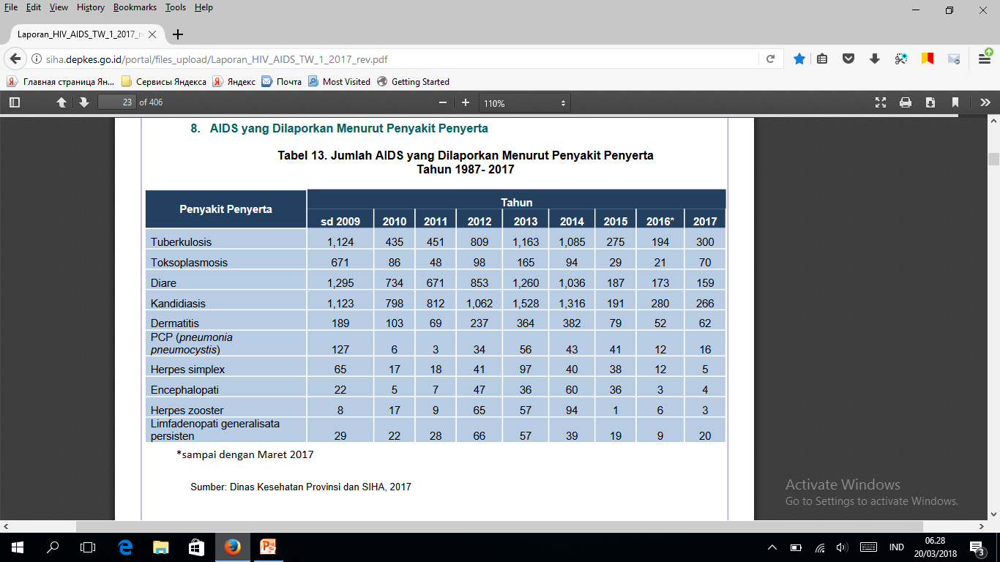 File Edit View History Bookmarks Tools Help
Laporan_HIV_AIDS_TW_1_2017_r
siha.depkes.go.id/portal/files_upload/Laporan_HIV_AIDS_TW_1_2017_rev.pdf
Главная страница Ян... Сервисы Яндекса Яндекс Почта Most Visited Getting Started
23 of 406 110%
8. AIDS yang Dilaporkan Menurut Penyakit Penyerta
Tabel 13. Jumlah AIDS yang Dilaporkan Menurut Penyakit Penyerta
Tahun 1987- 2017
Penyakit Penyerta Tahun
sd 2009 2010 2011 2012 2013 2014 2015 2016* 2017
Tuberkulosis 1,124 435 451 809 1,163 1,085 275 194 300
Toksoplasmosis 671 86 48 98 165 94 29 21 70
Diare 1,295 734 671 853 1,260 1,036 187 173 159
Kandidiasis 1,123 798 812 1,062 1,528 1,316 191 280 266
Dermatitis 189 103 69 237 364 382 79 52 62
PCP (pneumonia
pneumocystis) 127 6 3 34 56 43 41 12 16
Herpes simplex 65 17 18 41 97 40 38 12 5
Encephalopati 22 5 7 47 36 60 36 3 4
Herpes zooster 8 17 9 65 57 94 1 6 3
Limfadenopati generalisata
persisten 29 22 28 66 57 39 19 9 20
*sampai dengan Maret 2017
Sumber: Dinas Kesehatan Provinsi dan SIHA, 2017
Activate Windows
Go to Settings to activate Windows.
IND
06.28
20/03/2018
3